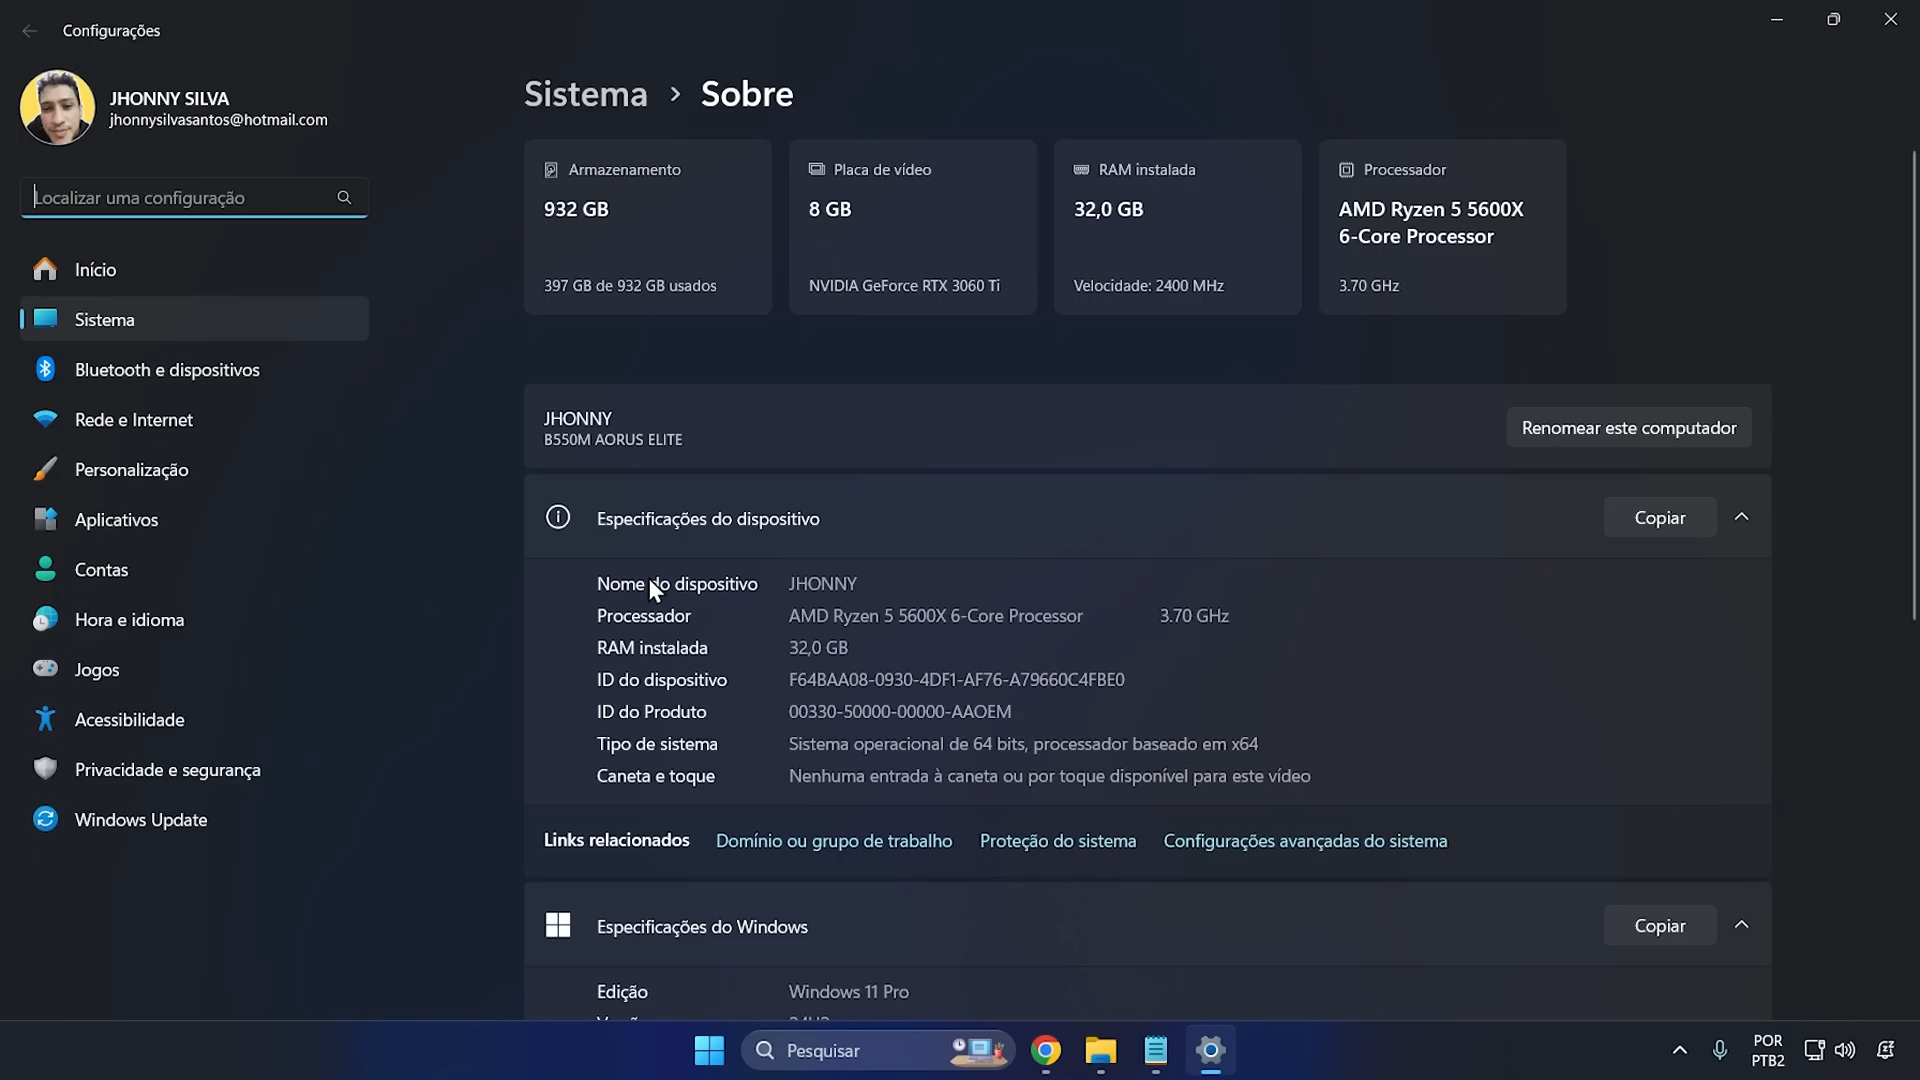 Configurações
JHONNY SILVA
jhonnysilvasantos@hotmail.com
Localizar uma configuração
Início
Sistema
Bluetooth e dispositivos
Rede e Internet
Personalização
Aplicativos
Contas
Hora e idioma
Jogos
Acessibilidade
Privacidade e segurança
Windows Update
Sistema > Sobre
Armazenamento
932 GB
397 GB de 932 GB usados
Placa de vídeo
8 GB
NVIDIA GeForce RTX 3060 Ti
RAM instalada
32,0 GB
Velocidade: 2400 MHz
Processador
AMD Ryzen 5 5600X
6-Core Processor
3.70 GHz
JHONNY
B550M AORUS ELITE
Renomear este computador
Especificações do dispositivo
Copiar
Nome do dispositivo JHONNY
Processador AMD Ryzen 5 5600X 6-Core Processor 3.70 GHz
RAM instalada 32,0 GB
ID do dispositivo F64BAA08-0930-4DF1-AF76-A79660C4FBE0
ID do Produto 00330-50000-00000-AAOEM
Tipo de sistema Sistema operacional de 64 bits, processador baseado em x64
Caneta e toque Nenhuma entrada à caneta ou por toque disponível para este vídeo
Links relacionados Domínio ou grupo de trabalho Proteção do sistema Configurações avançadas do sistema
Especificações do Windows
Copiar
Edição Windows 11 Pro
Pesquisar
POR
PTB2